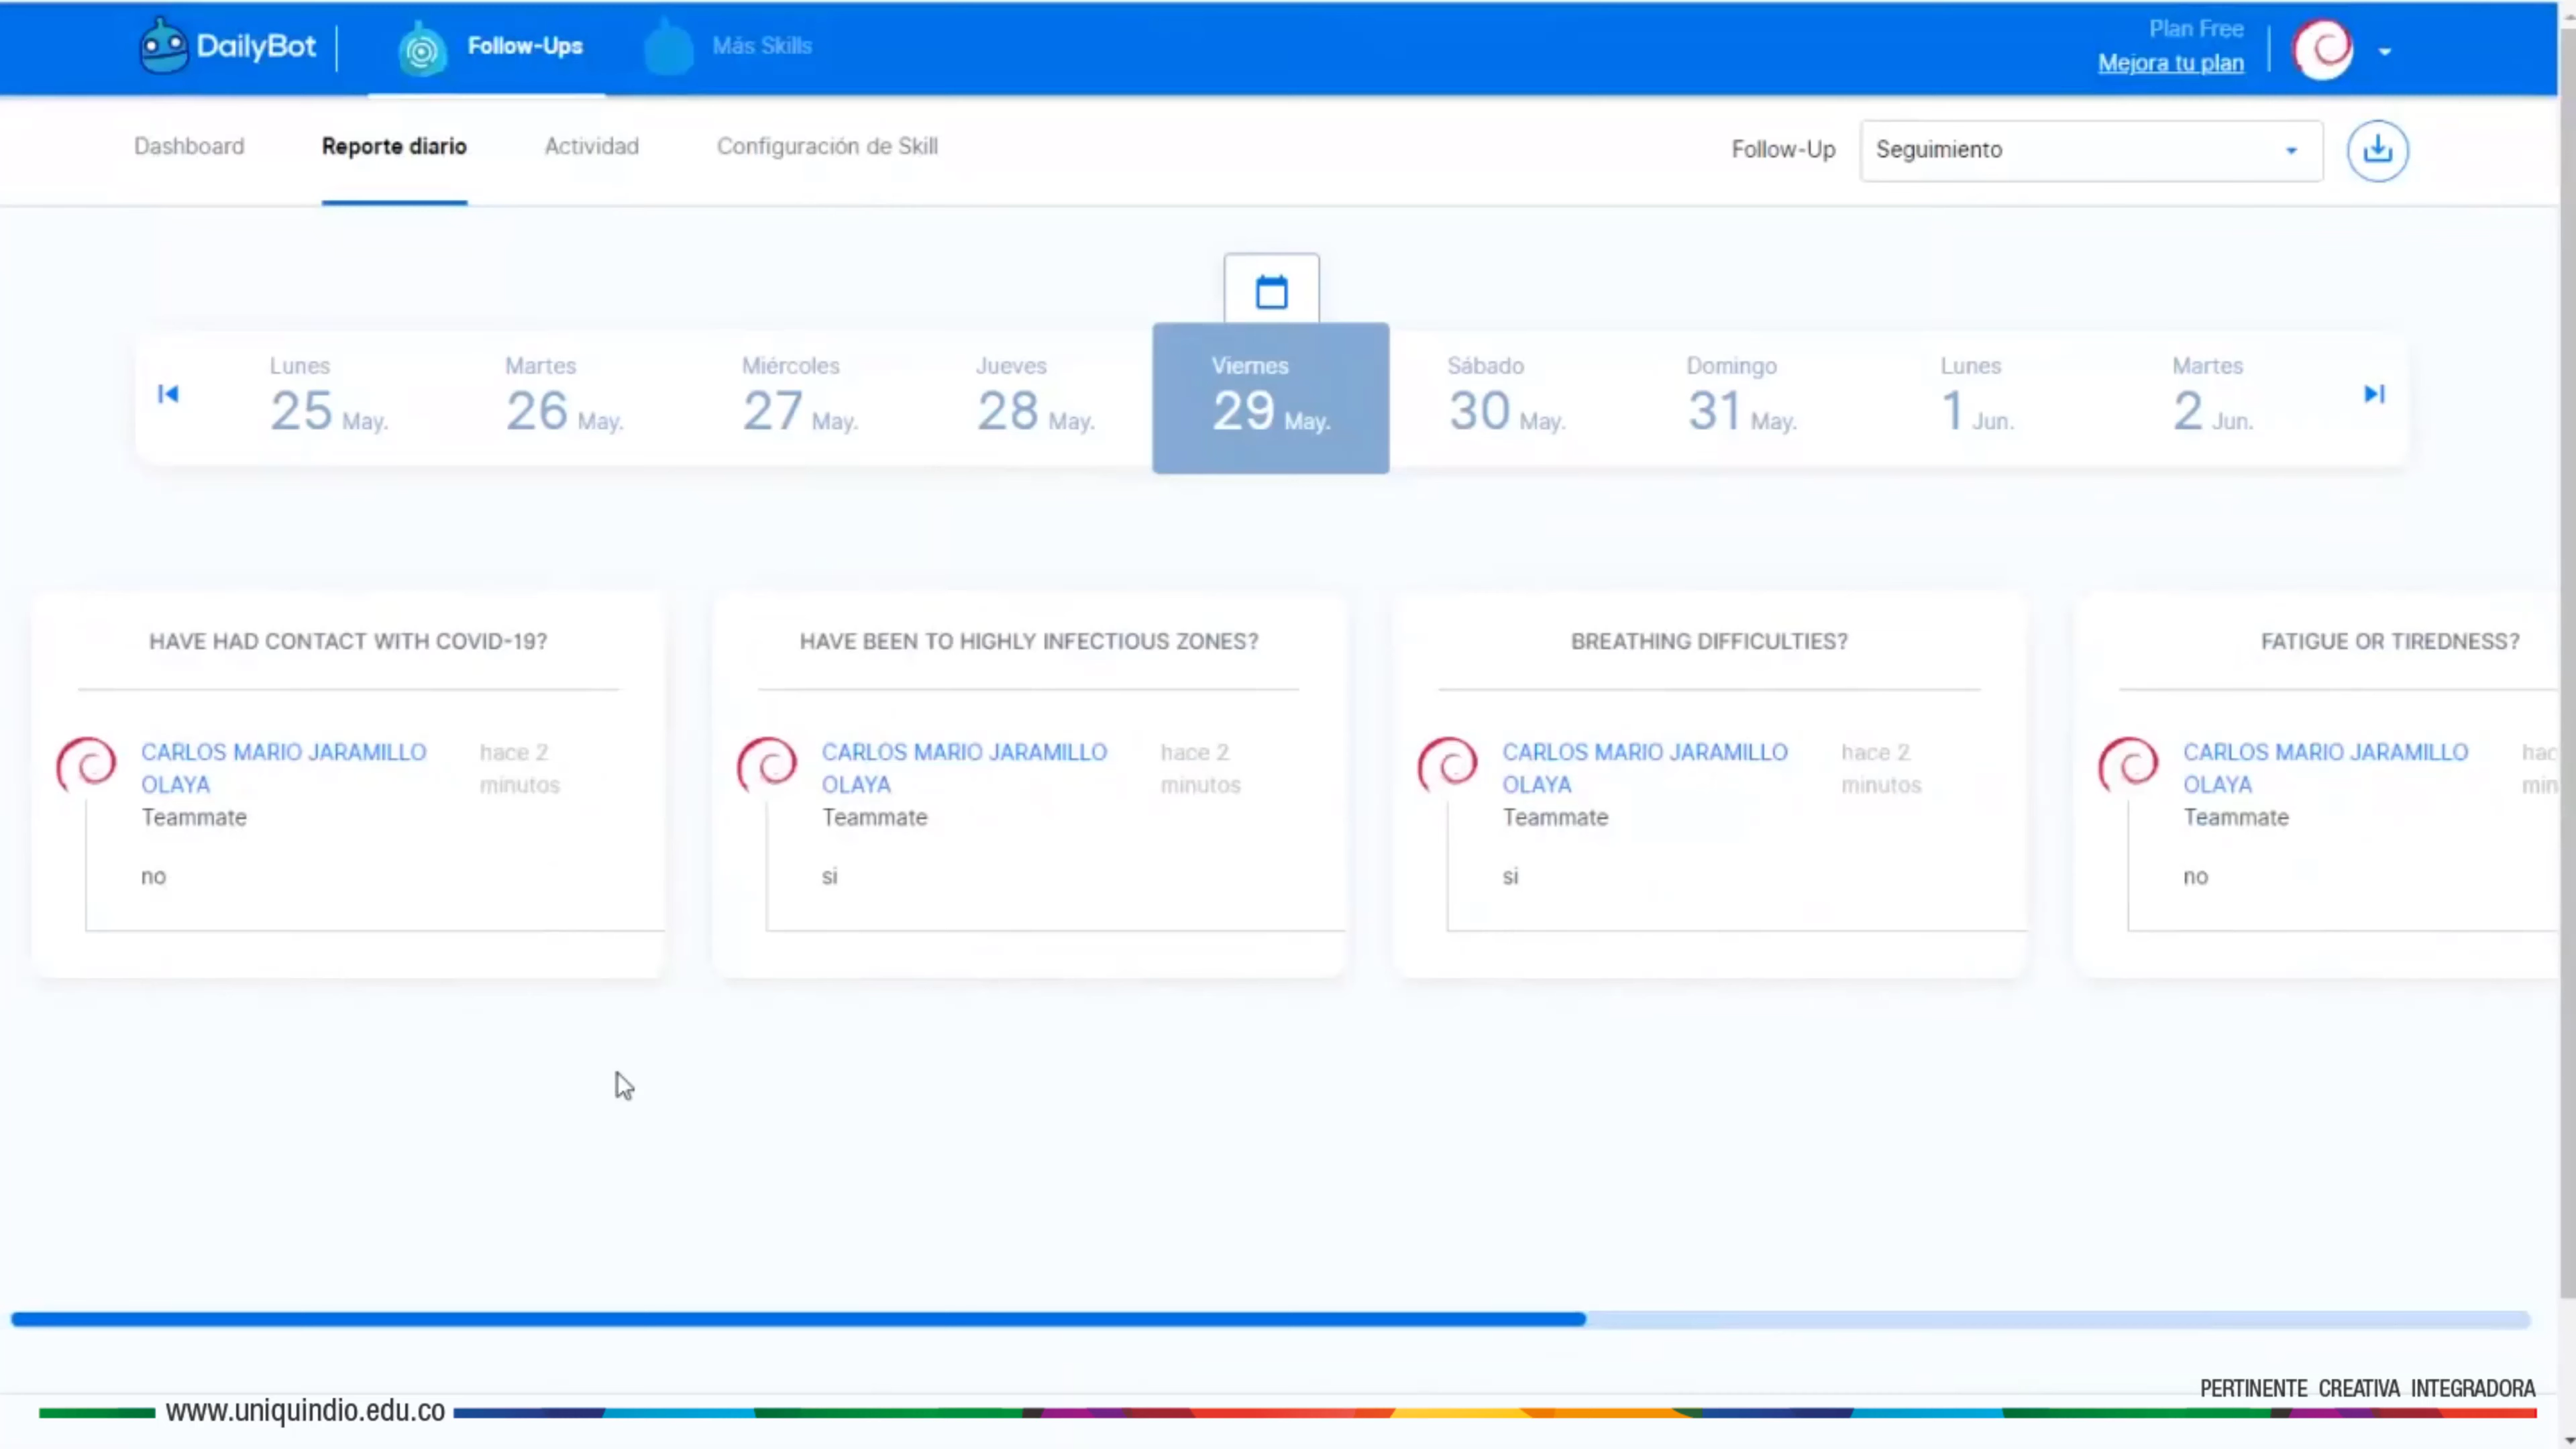 DailyBot
Follow-Ups
Más Skills
Plan Free
Mejora tu plan
Dashboard
Reporte diario
Actividad
Configuración de Skill
Follow-Up
Seguimiento
Lunes
25 May.
Martes
26 May.
Miércoles
27 May.
Jueves
28 May.
Viernes
29 May.
Sábado
30 May.
Domingo
31 May.
Lunes
1 Jun.
Martes
2 Jun.
HAVE HAD CONTACT WITH COVID-19?
CARLOS MARIO JARAMILLO
OLAYA
hace 2
minutos
Teammate
no
HAVE BEEN TO HIGHLY INFECTIOUS ZONES?
CARLOS MARIO JARAMILLO
OLAYA
hace 2
minutos
Teammate
si
BREATHING DIFFICULTIES?
CARLOS MARIO JARAMILLO
OLAYA
hace 2
minutos
Teammate
si
FATIGUE OR TIREDNESS?
CARLOS MARIO JARAMILLO
OLAYA
hac
min
Teammate
no
PERTINENTE CREATIVA INTEGRADORA
www.uniquindio.edu.co